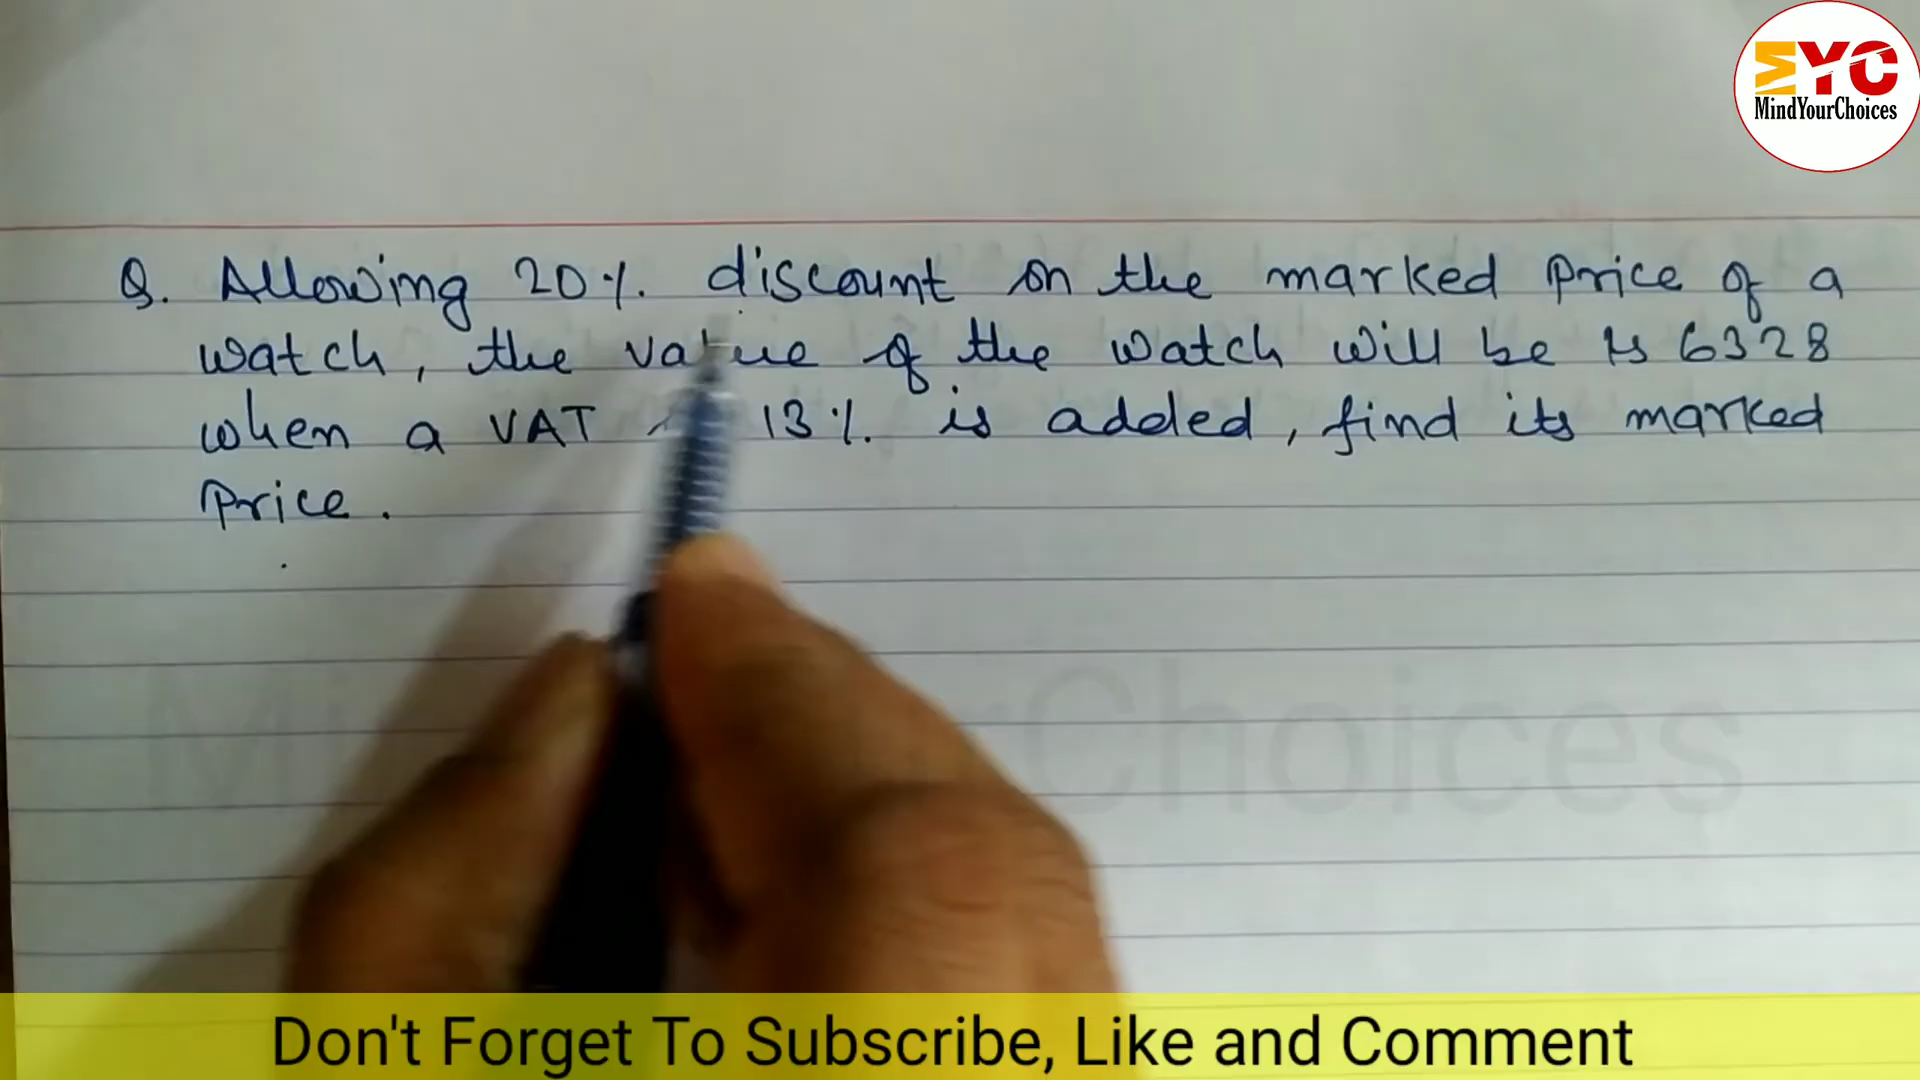 MYC
MindYourChoices
Q. Allowing 20%. discount on the marked price of a
watch, the value of the watch will be Rs 6328
when a VAT 13%. is added, find its marked
price.
MindYourChoices
Don't Forget To Subscribe, Like and Comment